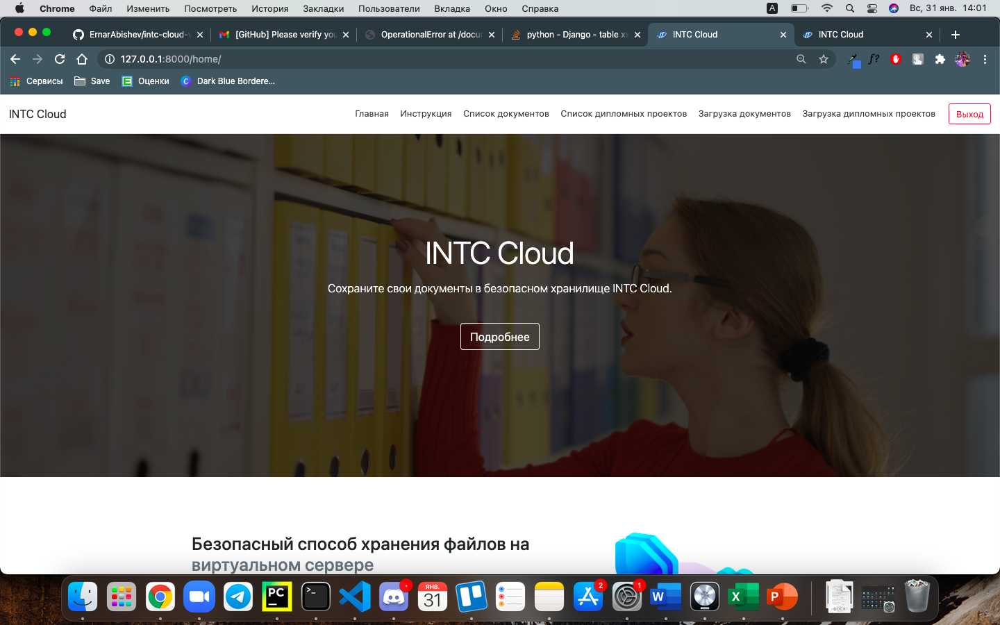 Chrome Файл Изменить Посмотреть История Закладки Пользователи Вкладка Окно Справка A Вс, 31 янв. 14:01
ErnarAbishev/intc-cloud- [GitHub] Please verify you OperationalError at /docu python - Django - table xx INTC Cloud INTC Cloud
127.0.0.1:8000/home/ f?
Сервисы Save Оценки Dark Blue Bordere...
INTC Cloud Главная Инструкция Список документов Список дипломных проектов Загрузка документов Загрузка дипломных проектов Выход
INTC Cloud
Сохраните свои документы в безопасном хранилище INTC Cloud.
Подробнее
Безопасный способ хранения файлов на
виртуальном сервере
PC >_ ЯНВ. 31 2 1 W X P DOCX